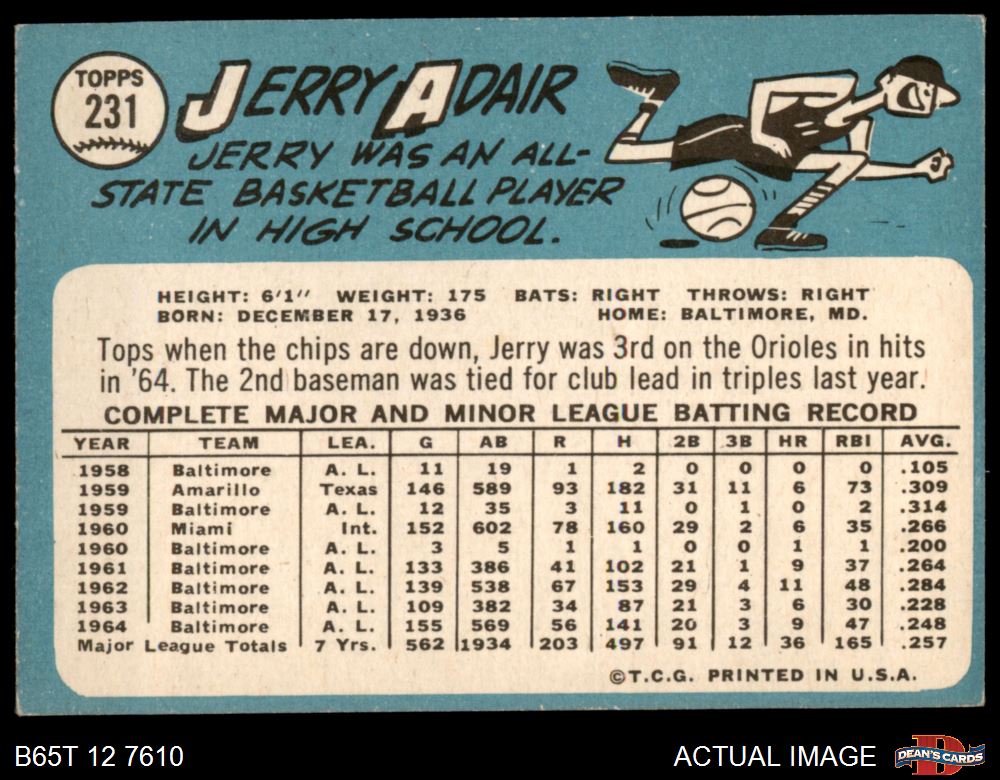 TOPPS
231
JERRY ADAIR
JERRY WAS AN ALL-
STATE BASKETBALL PLAYER
IN HIGH SCHOOL.
HEIGHT: 6'1" WEIGHT: 175 BATS: RIGHT THROWS: RIGHT
BORN: DECEMBER 17, 1936 HOME: BALTIMORE, MD.
Tops when the chips are down, Jerry was 3rd on the Orioles in hits
in '64. The 2nd baseman was tied for club lead in triples last year.
COMPLETE MAJOR AND MINOR LEAGUE BATTING RECORD
YEAR TEAM LEA. G AB R H 2B 3B HR RBI AVG.
1958 Baltimore A. L. 11 19 1 2 0 0 0 0 .105
1959 Amarillo Texas 146 589 93 182 31 11 6 73 .309
1959 Baltimore A. L. 12 35 3 11 0 1 0 2 .314
1960 Miami Int. 152 602 78 160 29 2 6 35 .266
1960 Baltimore A. L. 3 5 1 1 0 0 1 1 .200
1961 Baltimore A. L. 133 386 41 102 21 1 9 37 .264
1962 Baltimore A. L. 139 538 67 153 29 4 11 48 .284
1963 Baltimore A. L. 109 382 34 87 21 3 6 30 .228
1964 Baltimore A. L. 155 569 56 141 20 3 9 47 .248
Major League Totals 7 Yrs. 562 1934 203 497 91 12 36 165 .257
©T.C.G. PRINTED IN U.S.A.
B65T 12 7610 ACTUAL IMAGE DEAN'S CARDS